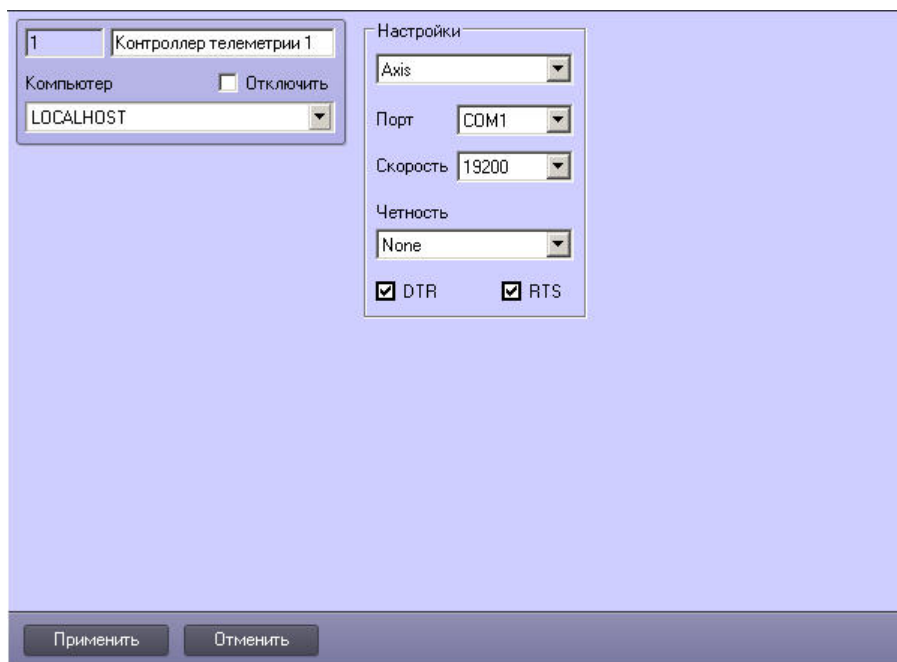 1
Контроллер телеметрии 1
Компьютер
Отключить
LOCALHOST
Настройки
Axis
Порт
COM1
Скорость
19200
Четность
None
DTR
RTS
Применить
Отменить